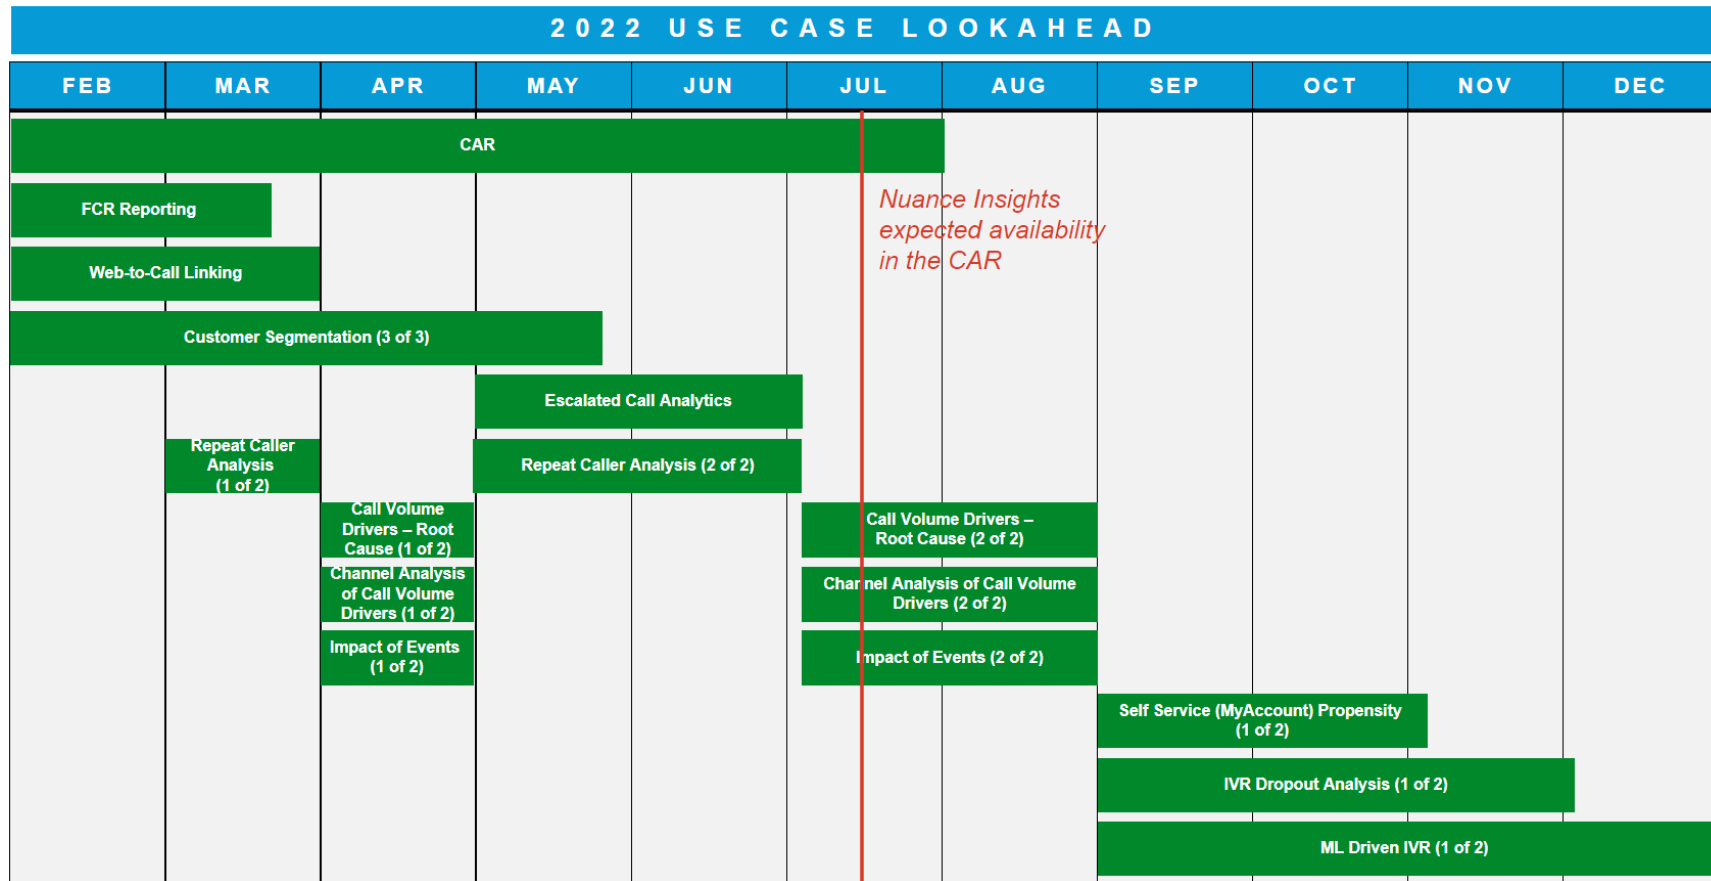 2022 USE CASE LOOKAHEAD
FEB MAR APR MAY JUN JUL AUG SEP OCT NOV DEC
CAR
FCR Reporting
Nuance Insights
expected availability
in the CAR
Web-to-Call Linking
Customer Segmentation (3 of 3)
Escalated Call Analytics
Repeat Caller
Analysis
(1 of 2)
Repeat Caller Analysis (2 of 2)
Call Volume
Drivers – Root
Cause (1 of 2)
Call Volume Drivers –
Root Cause (2 of 2)
Channel Analysis
of Call Volume
Drivers (1 of 2)
Channel Analysis of Call Volume
Drivers (2 of 2)
Impact of Events
(1 of 2)
Impact of Events (2 of 2)
Self Service (MyAccount) Propensity
(1 of 2)
IVR Dropout Analysis (1 of 2)
ML Driven IVR (1 of 2)